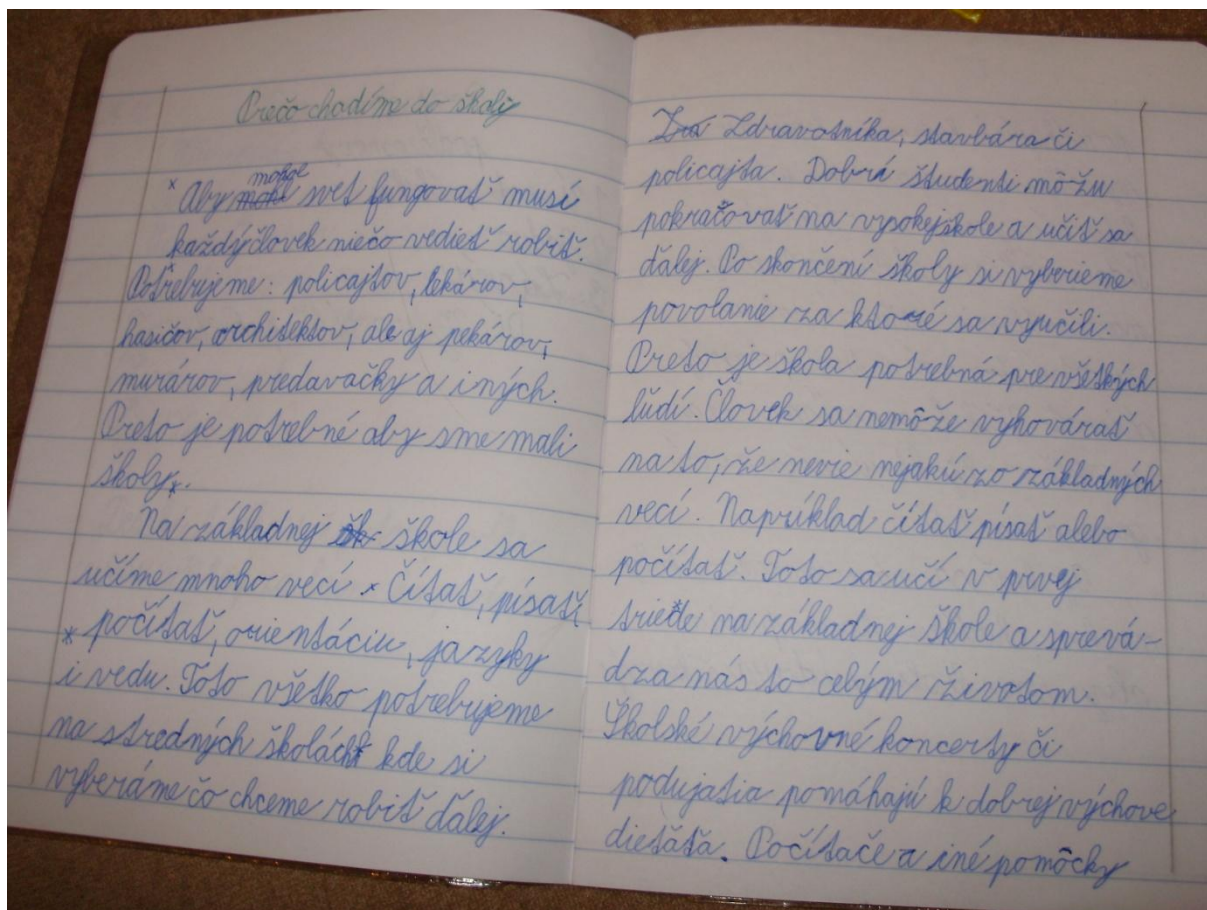 Prečo chodíme do školy
mohol
Aby svet fungovať musí
každý človek niečo vedieť robiť.
Potrebujeme: policajtov, lekárov,
hasičov, architektov, ale aj pekárov,
murárov, predavačky a iných.
Preto je potrebné aby sme mali
školy.
Na základnej šk škole sa
učíme mnoho vecí. Čítať, písať,
počítať, orientáciu, jazyky
i vedu. Toto všetko potrebujeme
na stredných školách kde si
vyberáme čo chceme robiť ďalej.
Zdravotníka, stavbára či
policajta. Dobrí študenti môžu
pokračovať na vysokej škole a učiť sa
ďalej. Po skončení školy si vyberieme
povolanie za ktoré sa vyučili.
Preto je škola potrebná pre všetkých
ľudí. Človek sa nemôže vyhovárať
na to, že nevie nejakú zo základných
vecí. Napríklad čítať písať alebo
počítať. Toto sa učí v prvej
triede na základnej škole a sprevá-
dza nás to celým životom.
Školské výchovné koncerty či
podujatia pomáhajú k dobrej výchove
dieťaťa. Počítače a iné pomôcky